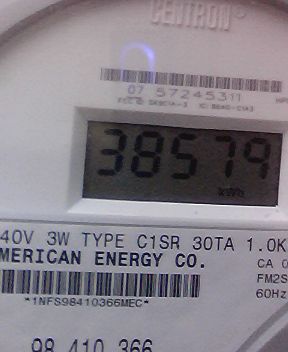 CENTRON®
07 57245311
38579
kWh
40V 3W TYPE C1SR 30TA 1.0K
MERICAN ENERGY CO.
CA 0
FM2S
60Hz
*1NFS98410366MEC*
98 410 366